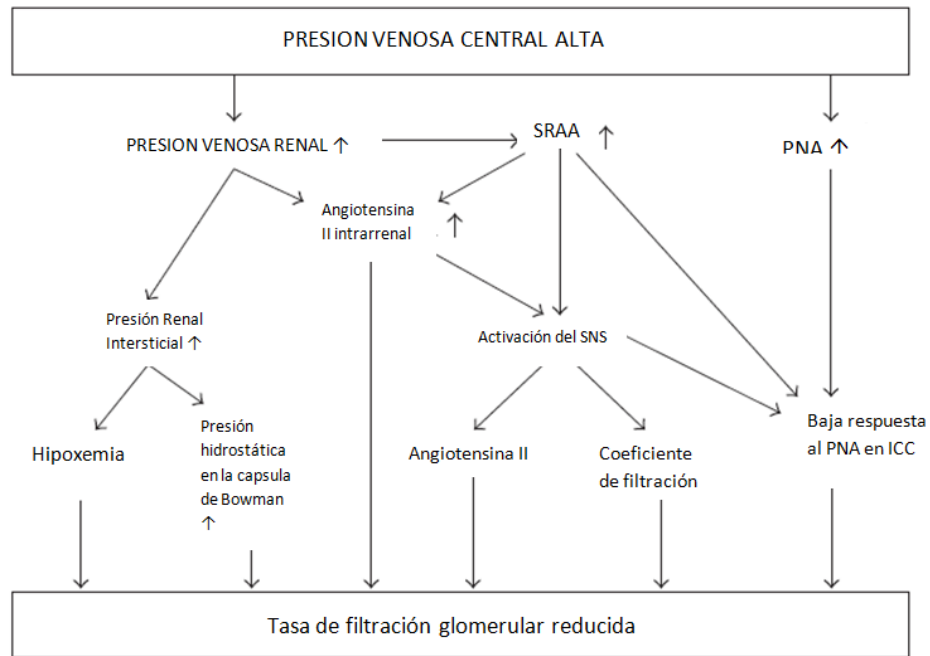 PRESION VENOSA CENTRAL ALTA
PRESION VENOSA RENAL ↑
SRAA ↑
PNA ↑
Angiotensina
II intrarrenal ↑
Presión Renal
Intersticial ↑
Activación del SNS
Hipoxemia
Presión
hidrostática
en la capsula
de Bowman
↑
Angiotensina II
Coeficiente
de filtración
Baja respuesta
al PNA en ICC
Tasa de filtración glomerular reducida